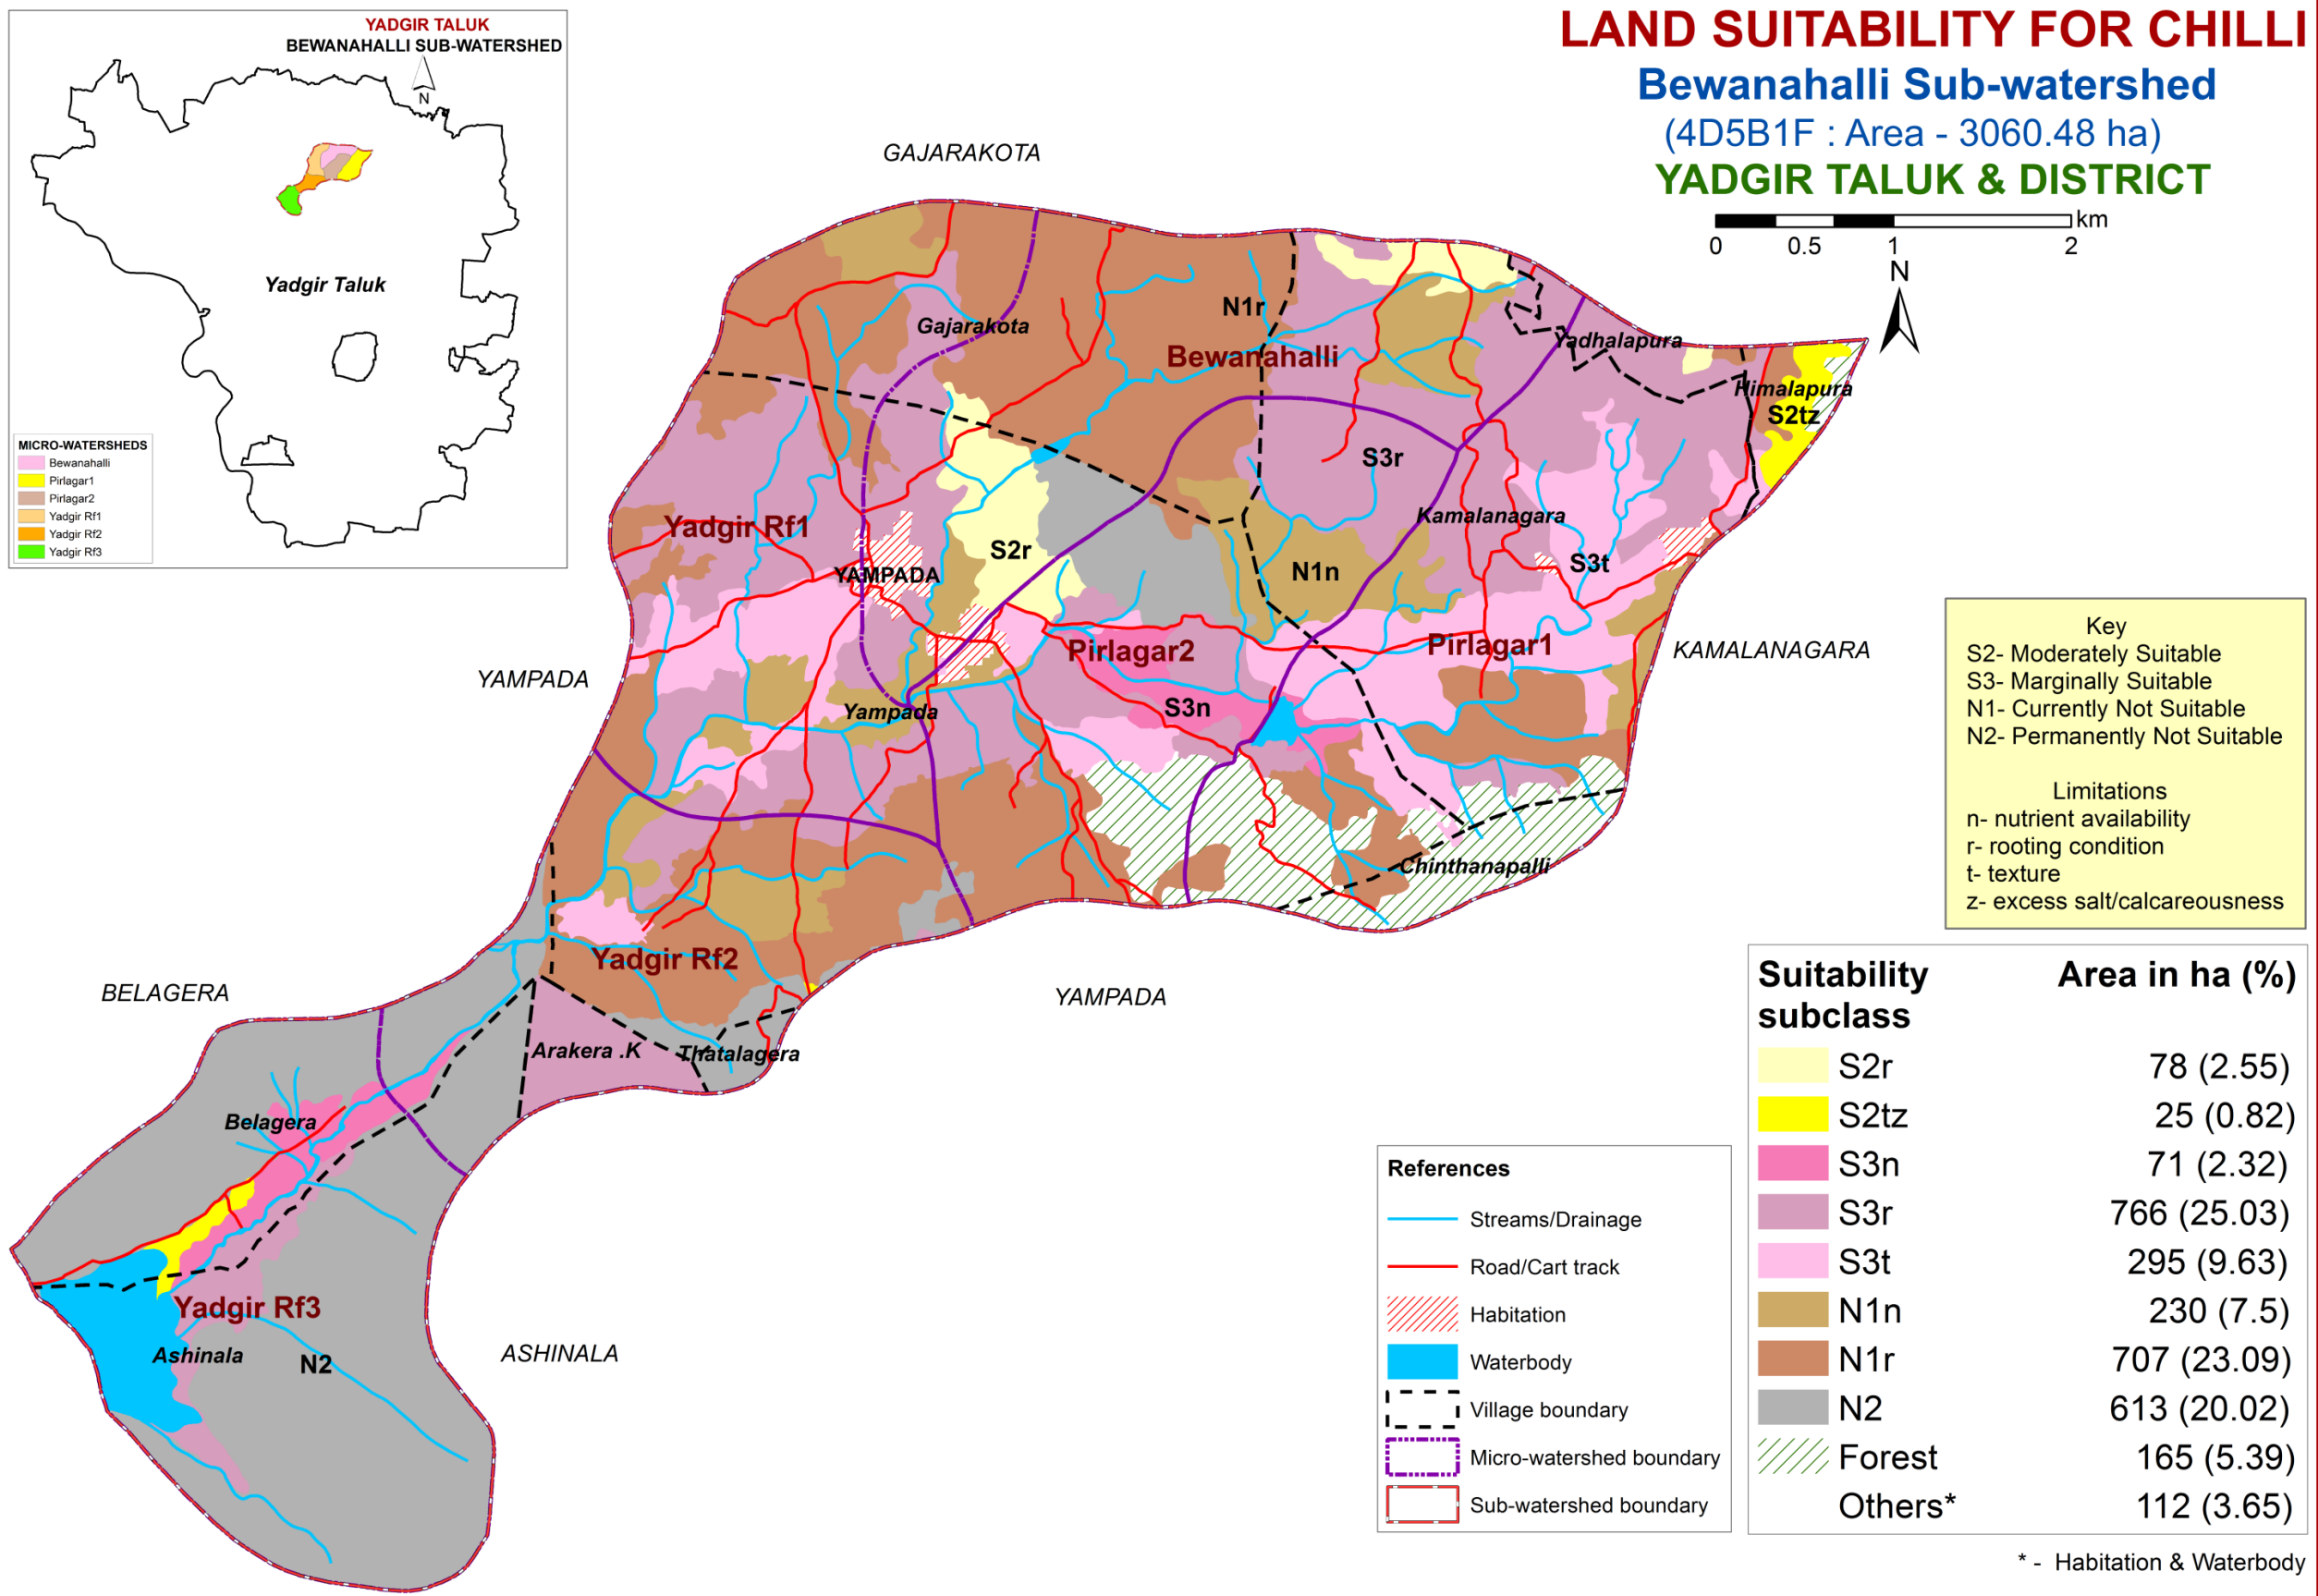 LAND SUITABILITY FOR CHILLI
Bewanahalli Sub-watershed
(4D5B1F : Area - 3060.48 ha)
YADGIR TALUK & DISTRICT
km
0 0.5 1 2
N
YADGIR TALUK
BEWANAHALLI SUB-WATERSHED
N
Yadgir Taluk
MICRO-WATERSHEDS
Bewanahalli
Pirlagar1
Pirlagar2
Yadgir Rf1
Yadgir Rf2
Yadgir Rf3
GAJARAKOTA
N1r
Gajarakota
Bewanahalli
Yadhalapura
Himalapura
S2tz
S3r
Kamalanagara
Yadgir Rf1
S2r
YAMPADA
N1n
S3t
Pirlagar2
Pirlagar1
KAMALANAGARA
YAMPADA
Yampada
S3n
Chinthanapalli
Yadgir Rf2
BELAGERA
YAMPADA
Arakera .K
Thatalagera
Belagera
Yadgir Rf3
Ashinala
N2
ASHINALA
Key
S2- Moderately Suitable
S3- Marginally Suitable
N1- Currently Not Suitable
N2- Permanently Not Suitable
Limitations
n- nutrient availability
r- rooting condition
t- texture
z- excess salt/calcareousness
References
Streams/Drainage
Road/Cart track
Habitation
Waterbody
Village boundary
Micro-watershed boundary
Sub-watershed boundary
Suitability subclass Area in ha (%)
S2r 78 (2.55)
S2tz 25 (0.82)
S3n 71 (2.32)
S3r 766 (25.03)
S3t 295 (9.63)
N1n 230 (7.5)
N1r 707 (23.09)
N2 613 (20.02)
Forest 165 (5.39)
Others* 112 (3.65)
* - Habitation & Waterbody